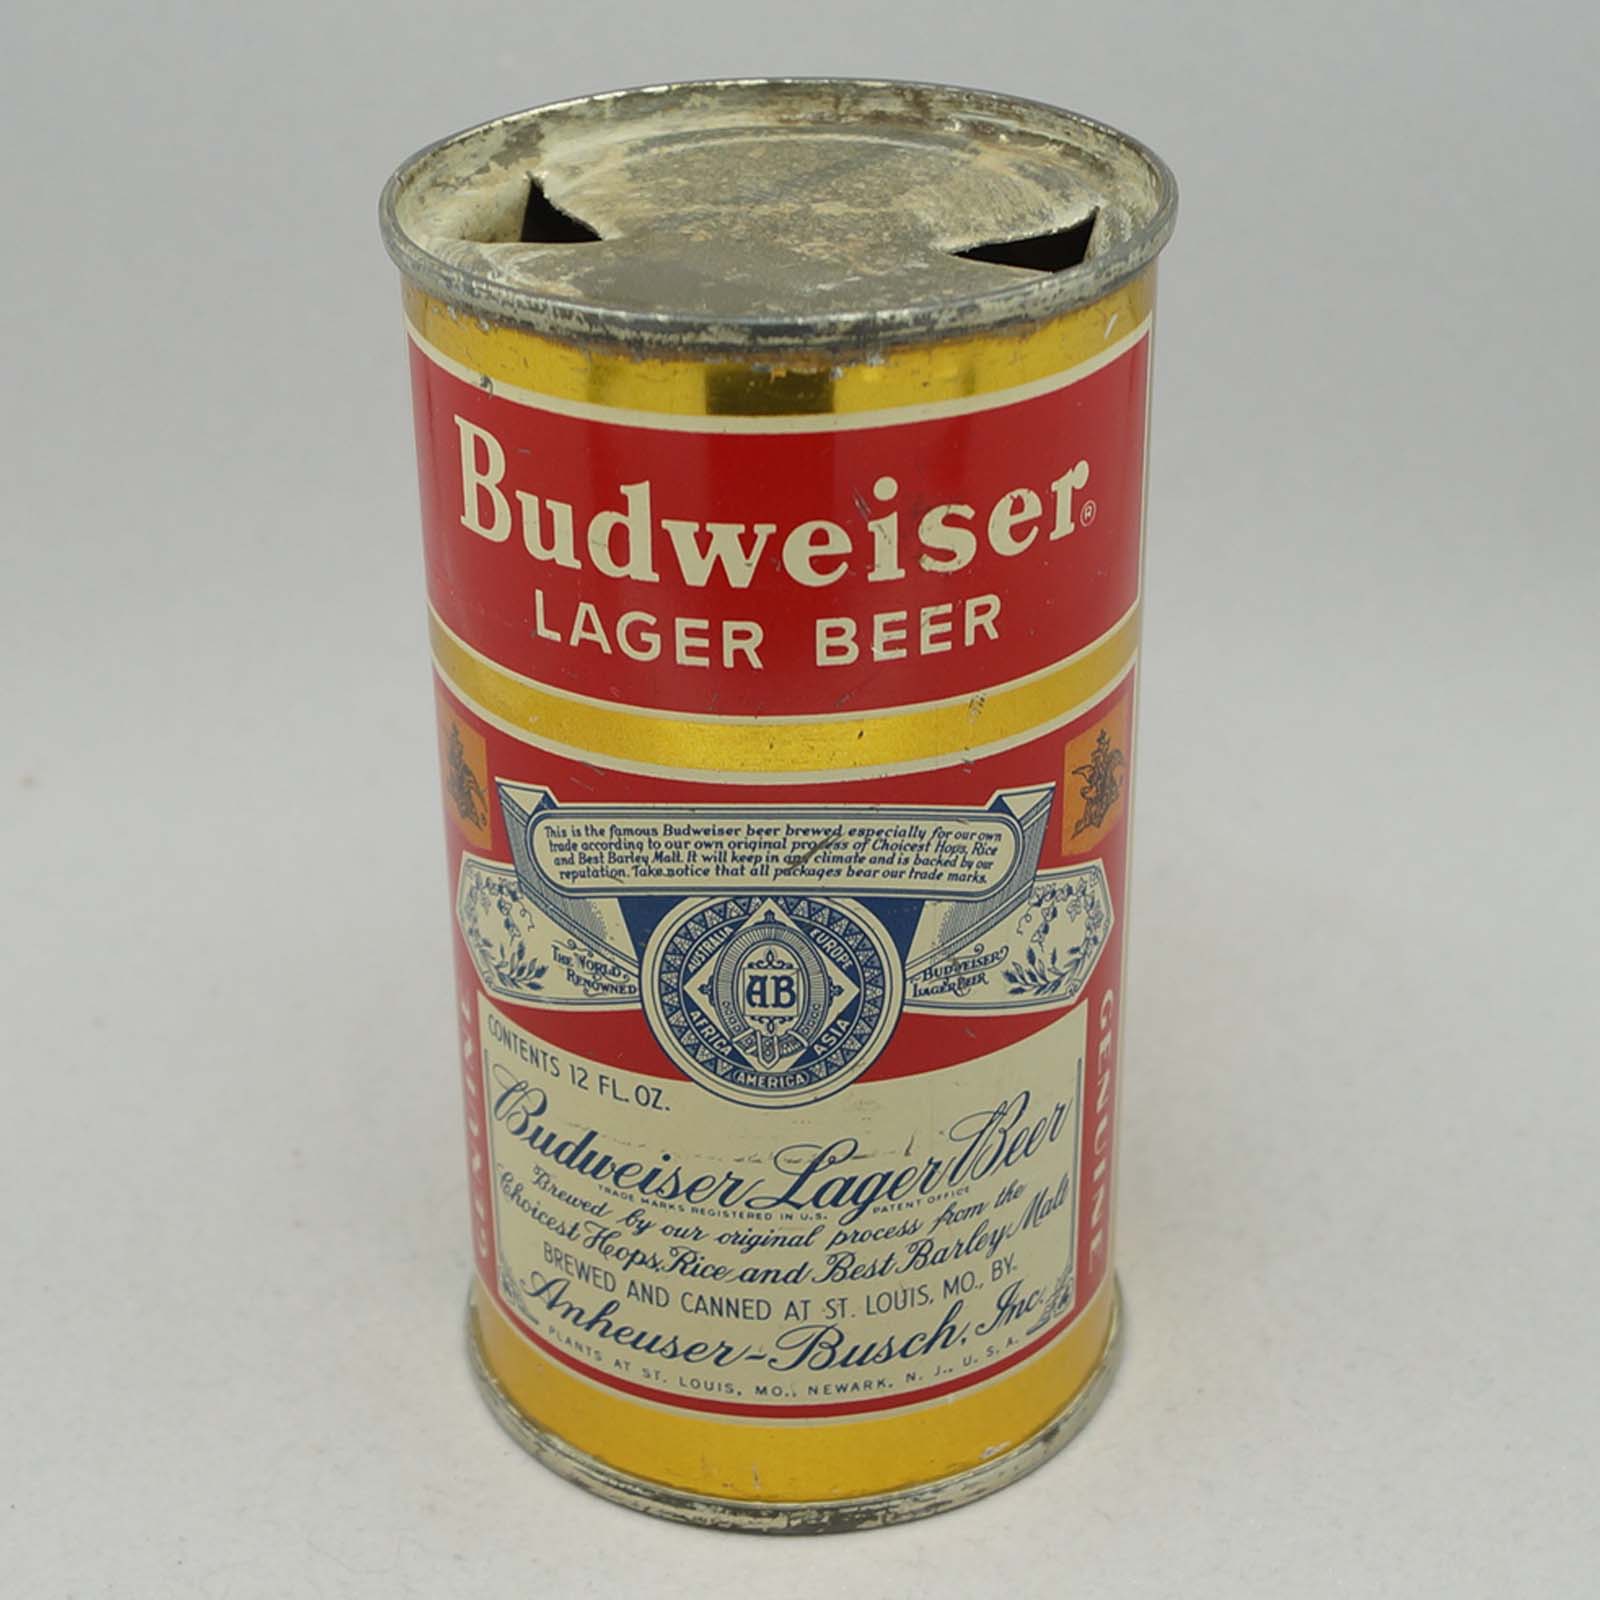 Budweiser®
LAGER BEER
This is the famous Budweiser beer brewed especially for our own
trade according to our own original process of Choicest Hops, Rice
and Best Barley Malt. It will keep in any climate and is backed by our
reputation. Take notice that all packages bear our trade marks.
THE WORLD
RENOWNED
BUDWEISER
LAGER BEER
AUSTRALIA
EUROPE
AB
AFRICA
ASIA
AMERICA
GENUINE
GENUINE
CONTENTS 12 FL. OZ.
Budweiser Lager Beer
TRADE MARKS REGISTERED IN U.S. PATENT OFFICE
Brewed by our original process from the
Choicest Hops, Rice and Best Barley Malt
BREWED AND CANNED AT ST. LOUIS, MO., BY
Anheuser-Busch, Inc.
PLANTS AT ST. LOUIS, MO., NEWARK, N. J., U. S. A.